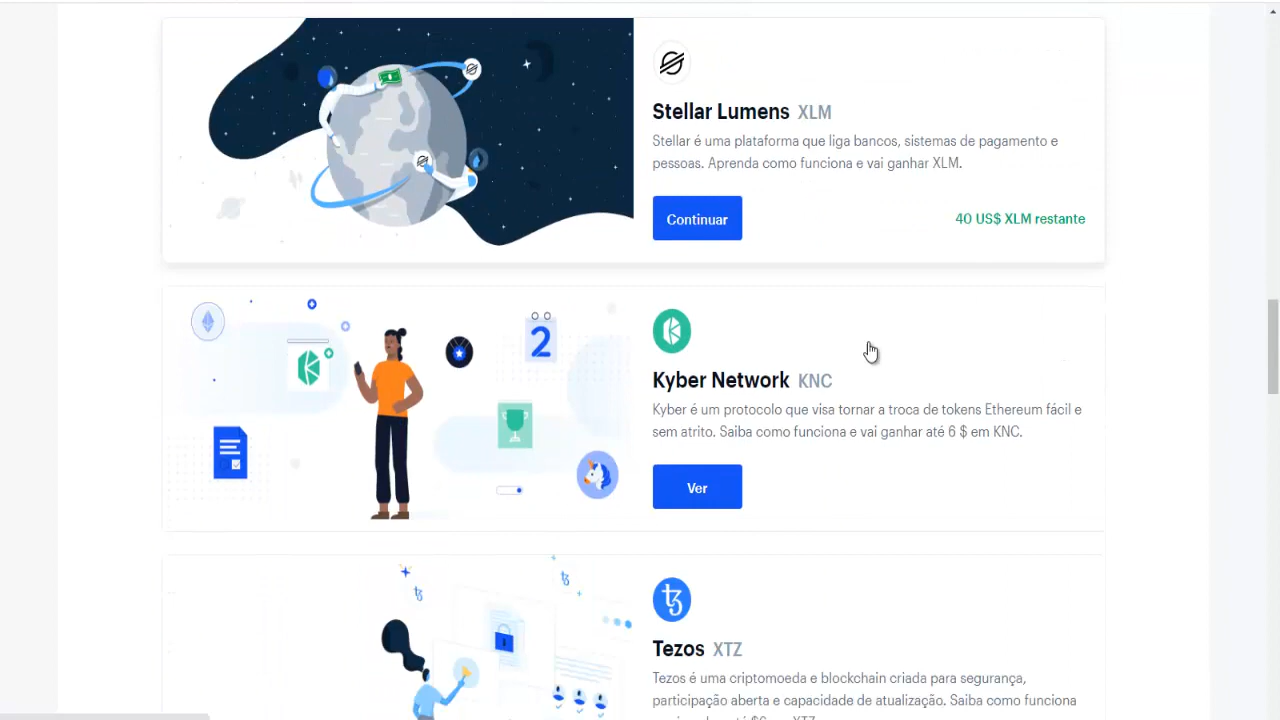 Stellar Lumens XLM
Stellar é uma plataforma que liga bancos, sistemas de pagamento e
pessoas. Aprenda como funciona e vai ganhar XLM.
Continuar
40 US$ XLM restante
2
Kyber Network KNC
Kyber é um protocolo que visa tornar a troca de tokens Ethereum fácil e
sem atrito. Saiba como funciona e vai ganhar até 6 $ em KNC.
Ver
Tezos XTZ
Tezos é uma criptomoeda e blockchain criada para segurança,
participação aberta e capacidade de atualização. Saiba como funciona